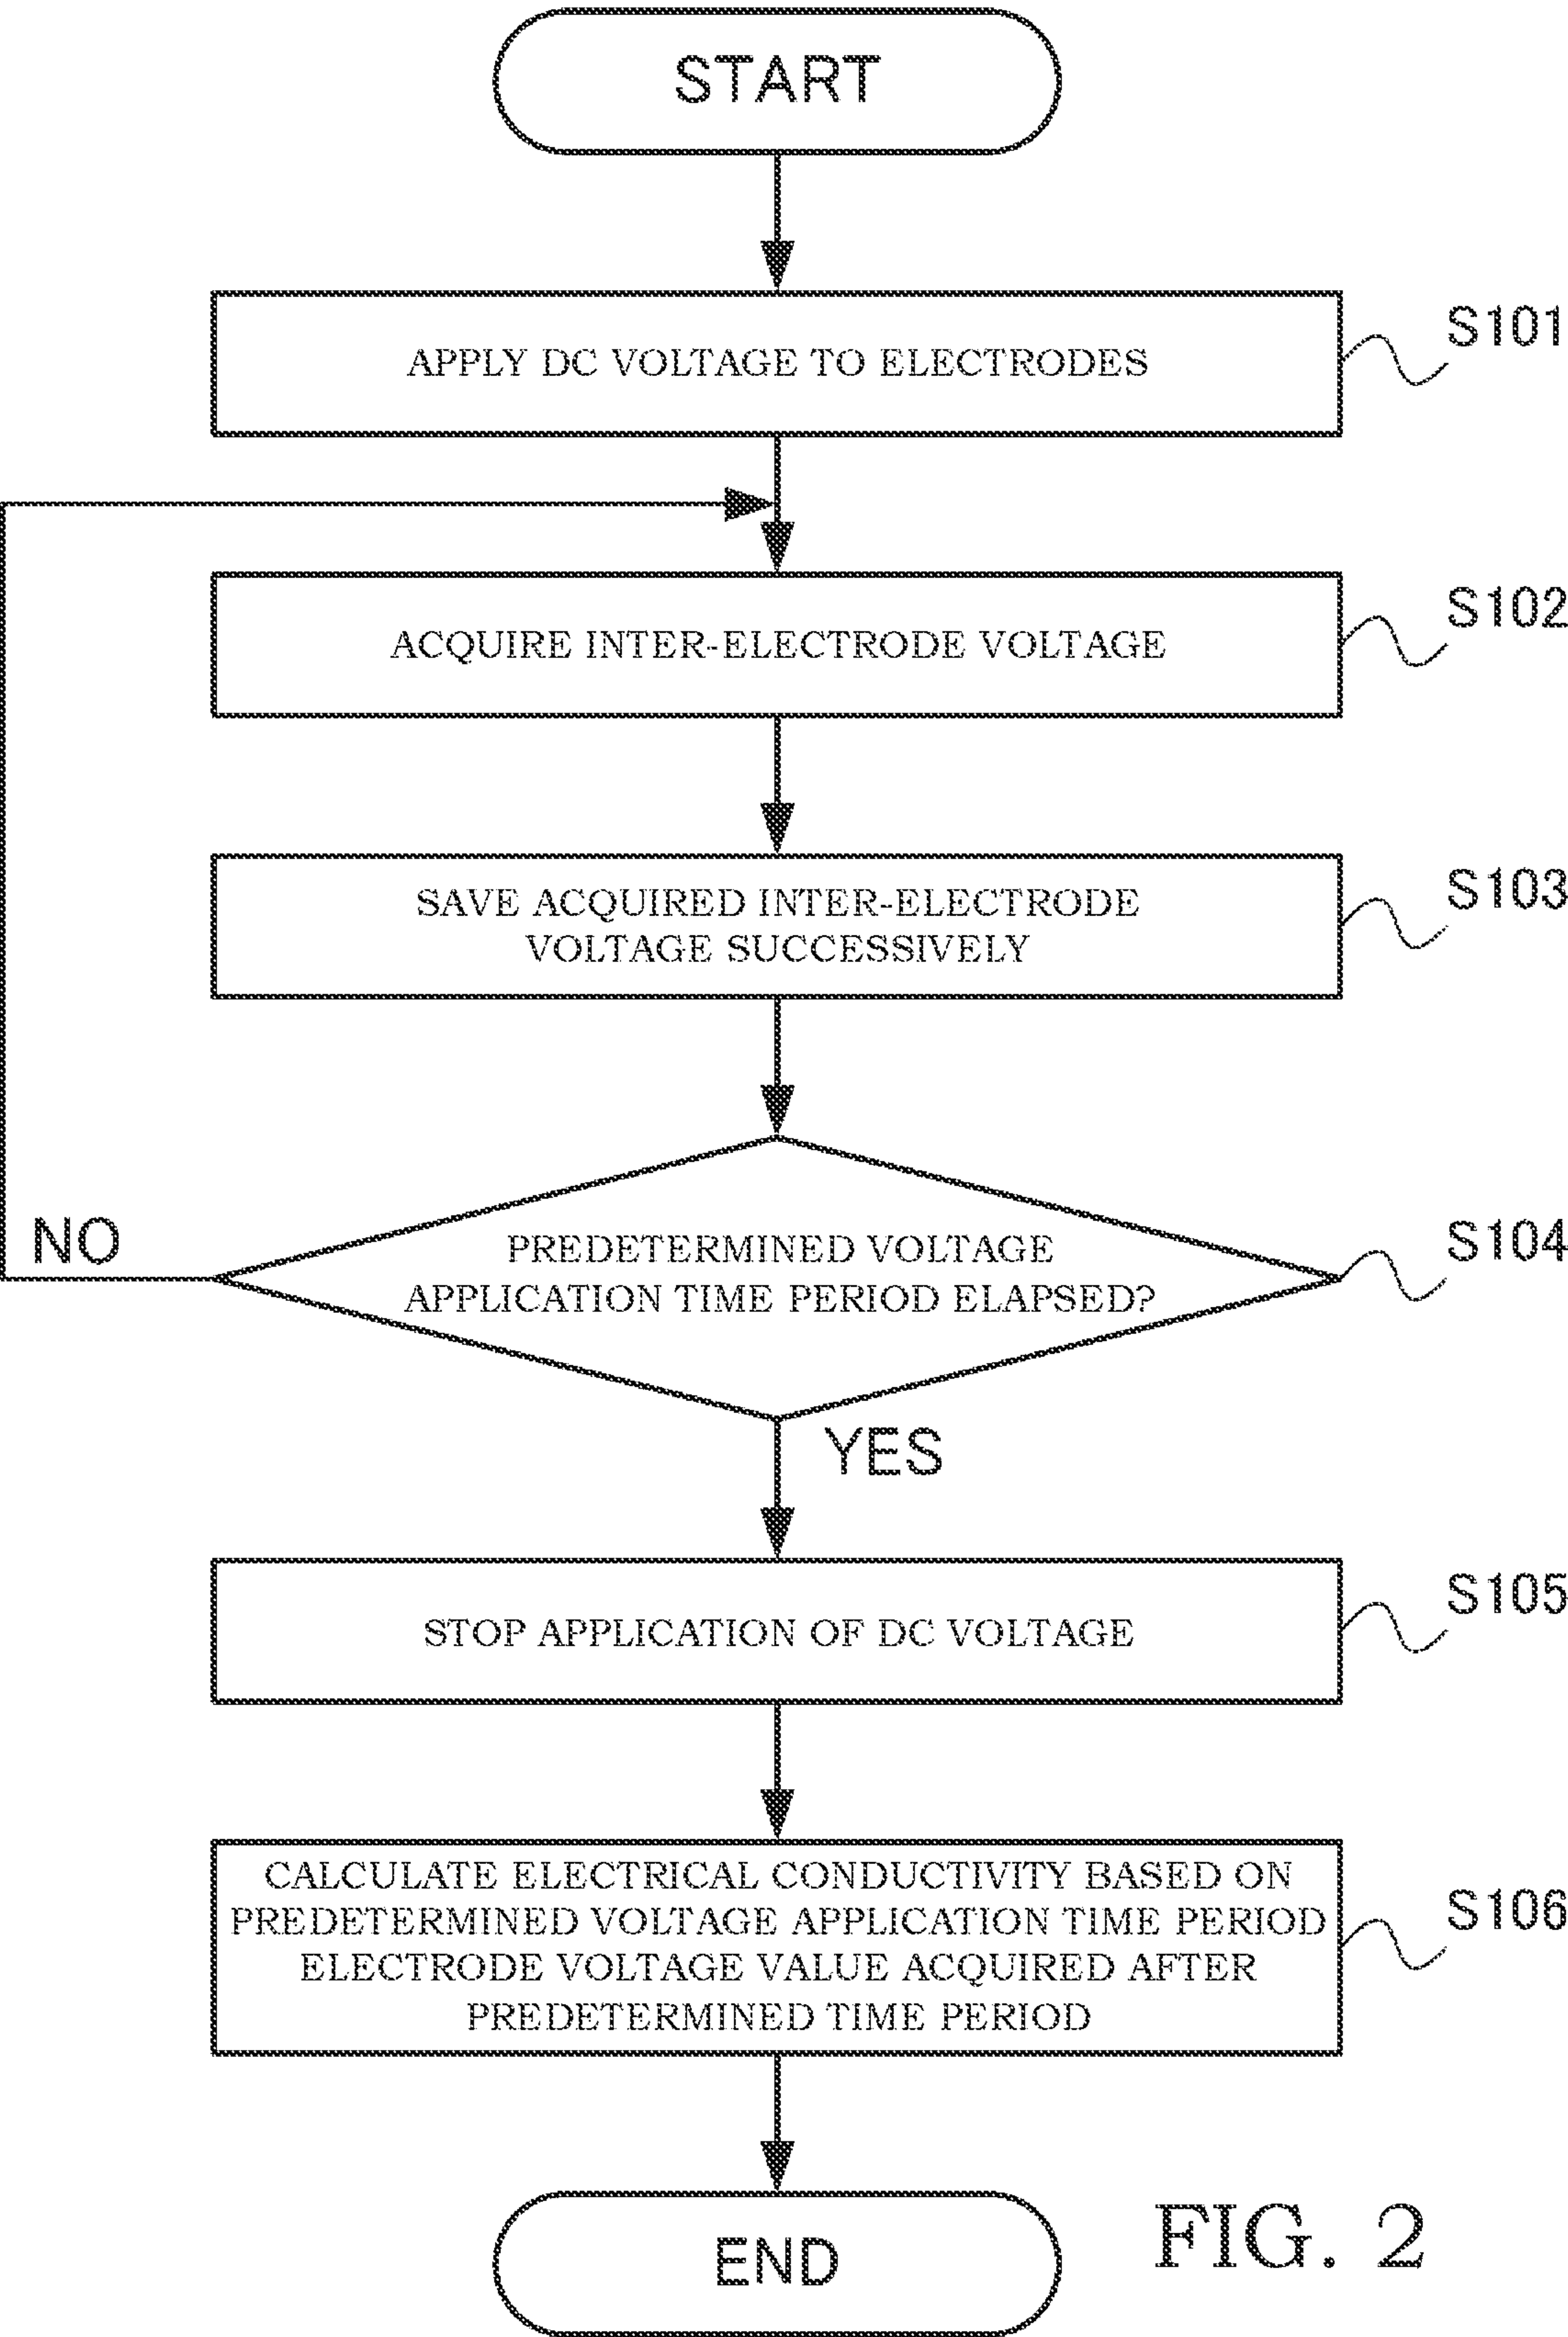 START
APPLY DC VOLTAGE TO ELECTRODES
S101
ACQUIRE INTER-ELECTRODE VOLTAGE
S102
SAVE ACQUIRED INTER-ELECTRODE
VOLTAGE SUCCESSIVELY
S103
PREDETERMINED VOLTAGE
APPLICATION TIME PERIOD ELAPSED?
S104
NO
YES
STOP APPLICATION OF DC VOLTAGE
S105
CALCULATE ELECTRICAL CONDUCTIVITY BASED ON
PREDETERMINED VOLTAGE APPLICATION TIME PERIOD
ELECTRODE VOLTAGE VALUE ACQUIRED AFTER
PREDETERMINED TIME PERIOD
S106
END
FIG. 2